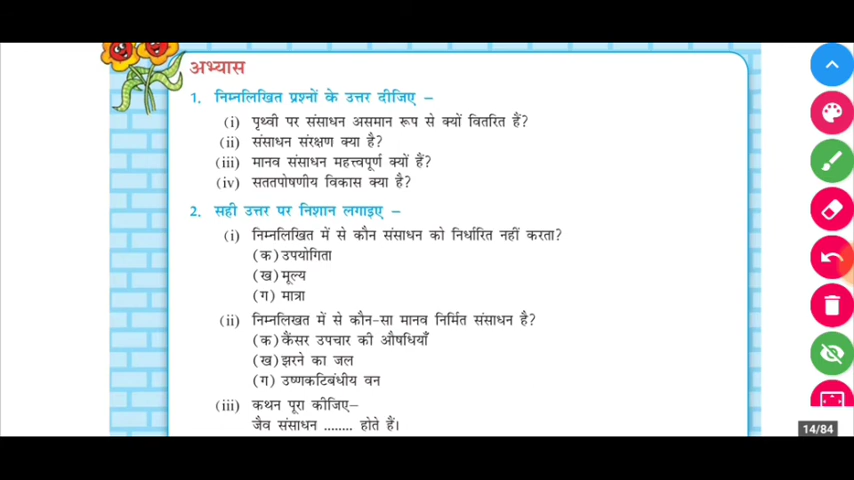 अभ्यास
1. निम्नलिखित प्रश्नों के उत्तर दीजिए –
(i) पृथ्वी पर संसाधन असमान रूप से क्यों वितरित हैं?
(ii) संसाधन संरक्षण क्या है?
(iii) मानव संसाधन महत्त्वपूर्ण क्यों हैं?
(iv) सततपोषणीय विकास क्या है?
2. सही उत्तर पर निशान लगाइए –
(i) निम्नलिखित में से कौन संसाधन को निर्धारित नहीं करता?
(क) उपयोगिता
(ख) मूल्य
(ग) मात्रा
(ii) निम्नलिखत में से कौन-सा मानव निर्मित संसाधन है?
(क) कैंसर उपचार की औषधियाँ
(ख) झरने का जल
(ग) उष्णकटिबंधीय वन
(iii) कथन पूरा कीजिए–
जैव संसाधन ........ होते हैं।
14/84